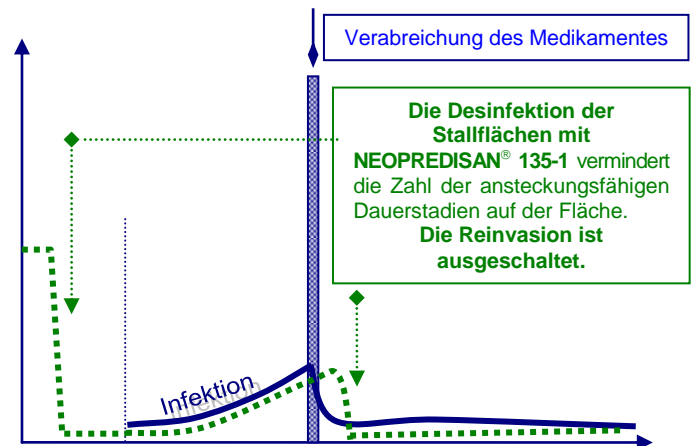 Verabreichung des Medikamentes
Die Desinfektion der
Stallflächen mit
NEOPREDISAN® 135-1 vermindert
die Zahl der ansteckungsfähigen
Dauerstadien auf der Fläche.
Die Reinvasion ist
ausgeschaltet.
Infektion